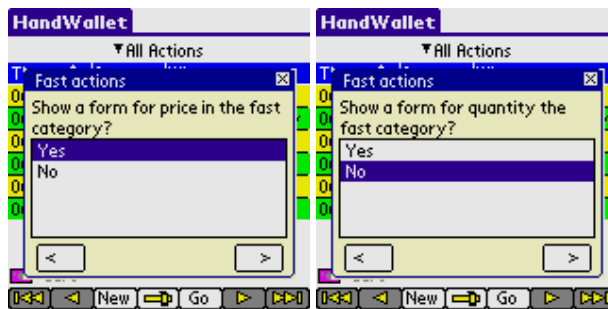 HandWallet
All Actions
Fast actions
Show a form for price in the fast
category?
Yes
No
<
>
New
Go
HandWallet
All Actions
Fast actions
Show a form for quantity the
fast category?
Yes
No
<
>
New
Go